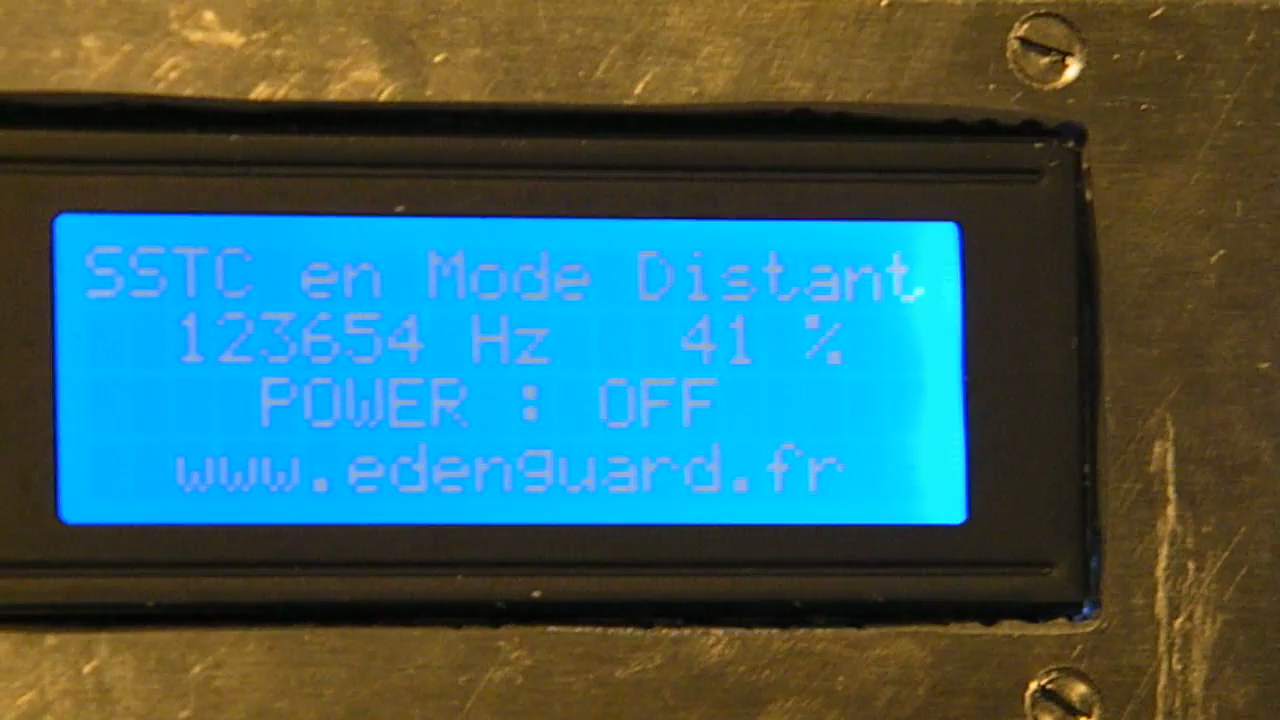 SSTC en Mode Distant
123654 Hz 41 %
POWER : OFF
www.edenguard.fr